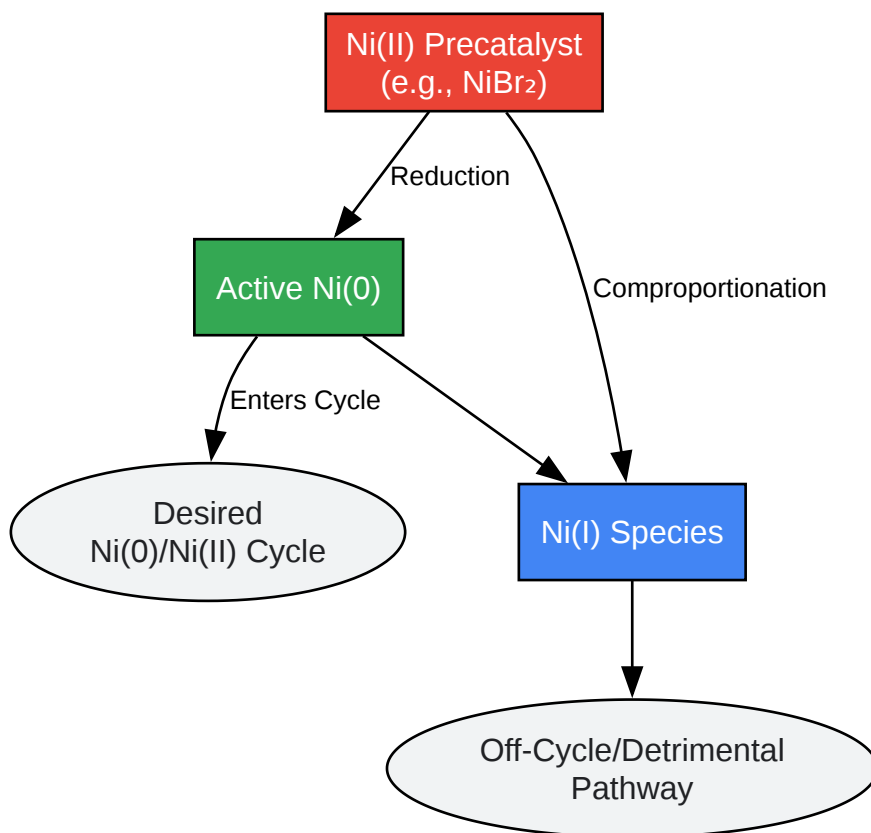 Ni(II) Precatalyst
(e.g., NiBr₂)
Reduction
Active Ni(0)
Comproportionation
Enters Cycle
Desired
Ni(0)/Ni(II) Cycle
Ni(I) Species
Off-Cycle/Detrimental
Pathway